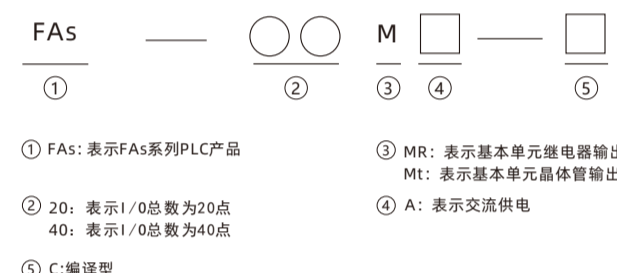 FAs —— ○○ M □ —— □
① ② ③ ④ ⑤
① FAs: 表示FAs系列PLC产品
③ MR: 表示基本单元继电器输出
Mt: 表示基本单元晶体管输出
② 20: 表示I/0总数为20点
40: 表示I/0总数为40点
④ A: 表示交流供电
⑤ C:编译型